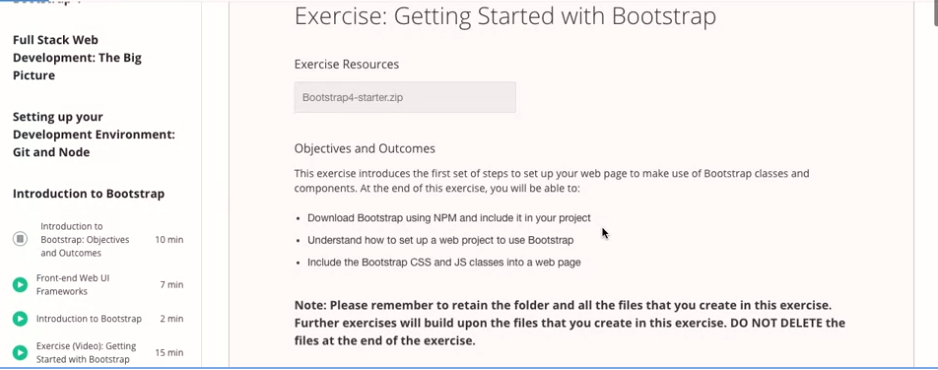 Full Stack Web
Development: The Big
Picture
Setting up your
Development Environment:
Git and Node
Introduction to Bootstrap
Introduction to
Bootstrap: Objectives
and Outcomes
10 min
Front-end Web UI
Frameworks
7 min
Introduction to Bootstrap
2 min
Exercise (Video): Getting
Started with Bootstrap
15 min
Exercise: Getting Started with Bootstrap
Exercise Resources
Bootstrap4-starter.zip
Objectives and Outcomes
This exercise introduces the first set of steps to set up your web page to make use of Bootstrap classes and
components. At the end of this exercise, you will be able to:
• Download Bootstrap using NPM and include it in your project
• Understand how to set up a web project to use Bootstrap
• Include the Bootstrap CSS and JS classes into a web page
Note: Please remember to retain the folder and all the files that you create in this exercise.
Further exercises will build upon the files that you create in this exercise. DO NOT DELETE the
files at the end of the exercise.